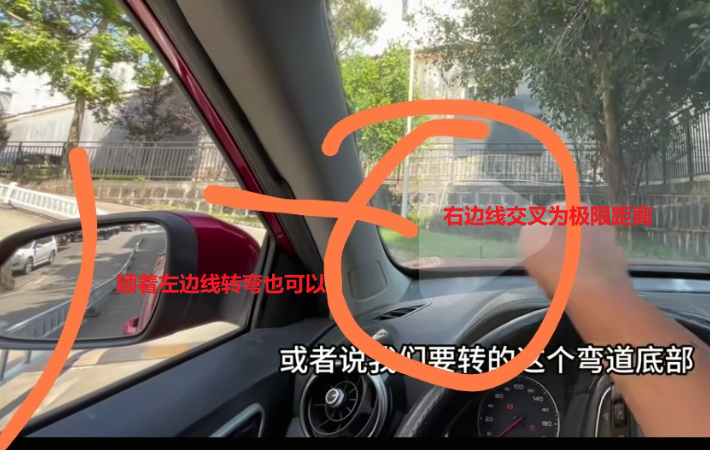 右边线交叉为极限距离
顺着左边线转弯也可以
或者说我们要转的这个弯道底部